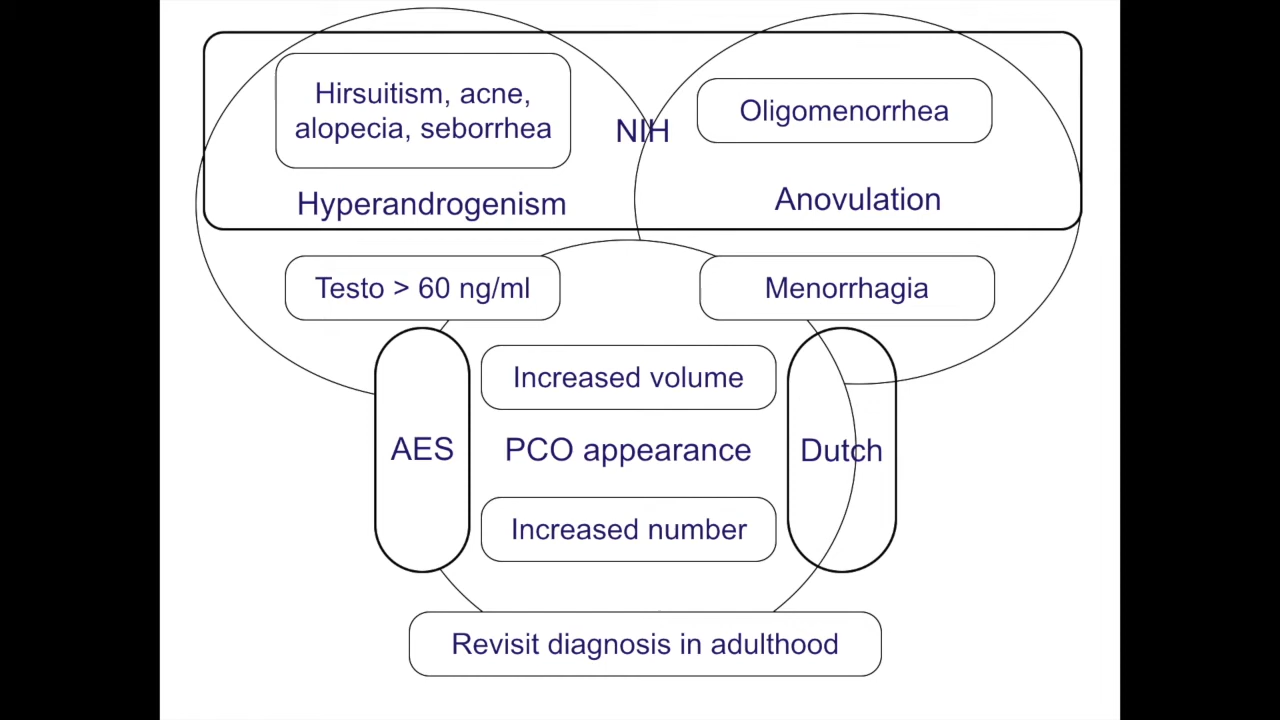 Hirsuitism, acne,
alopecia, seborrhea
NIH
Oligomenorrhea
Hyperandrogenism
Anovulation
Testo > 60 ng/ml
Menorrhagia
Increased volume
AES
PCO appearance
Dutch
Increased number
Revisit diagnosis in adulthood